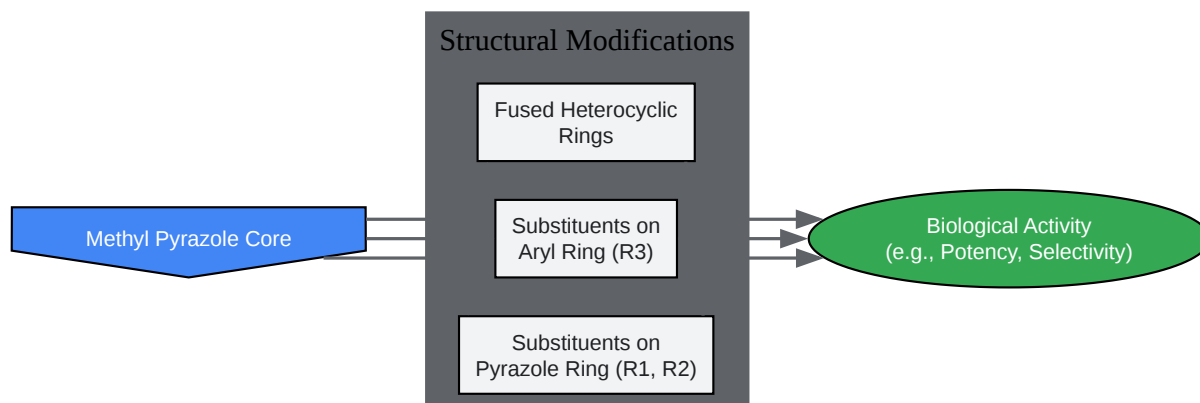 Structural Modifications
Fused Heterocyclic
Rings
Methyl Pyrazole Core
Substituents on
Aryl Ring (R3)
Biological Activity
(e.g., Potency, Selectivity)
Substituents on
Pyrazole Ring (R1, R2)